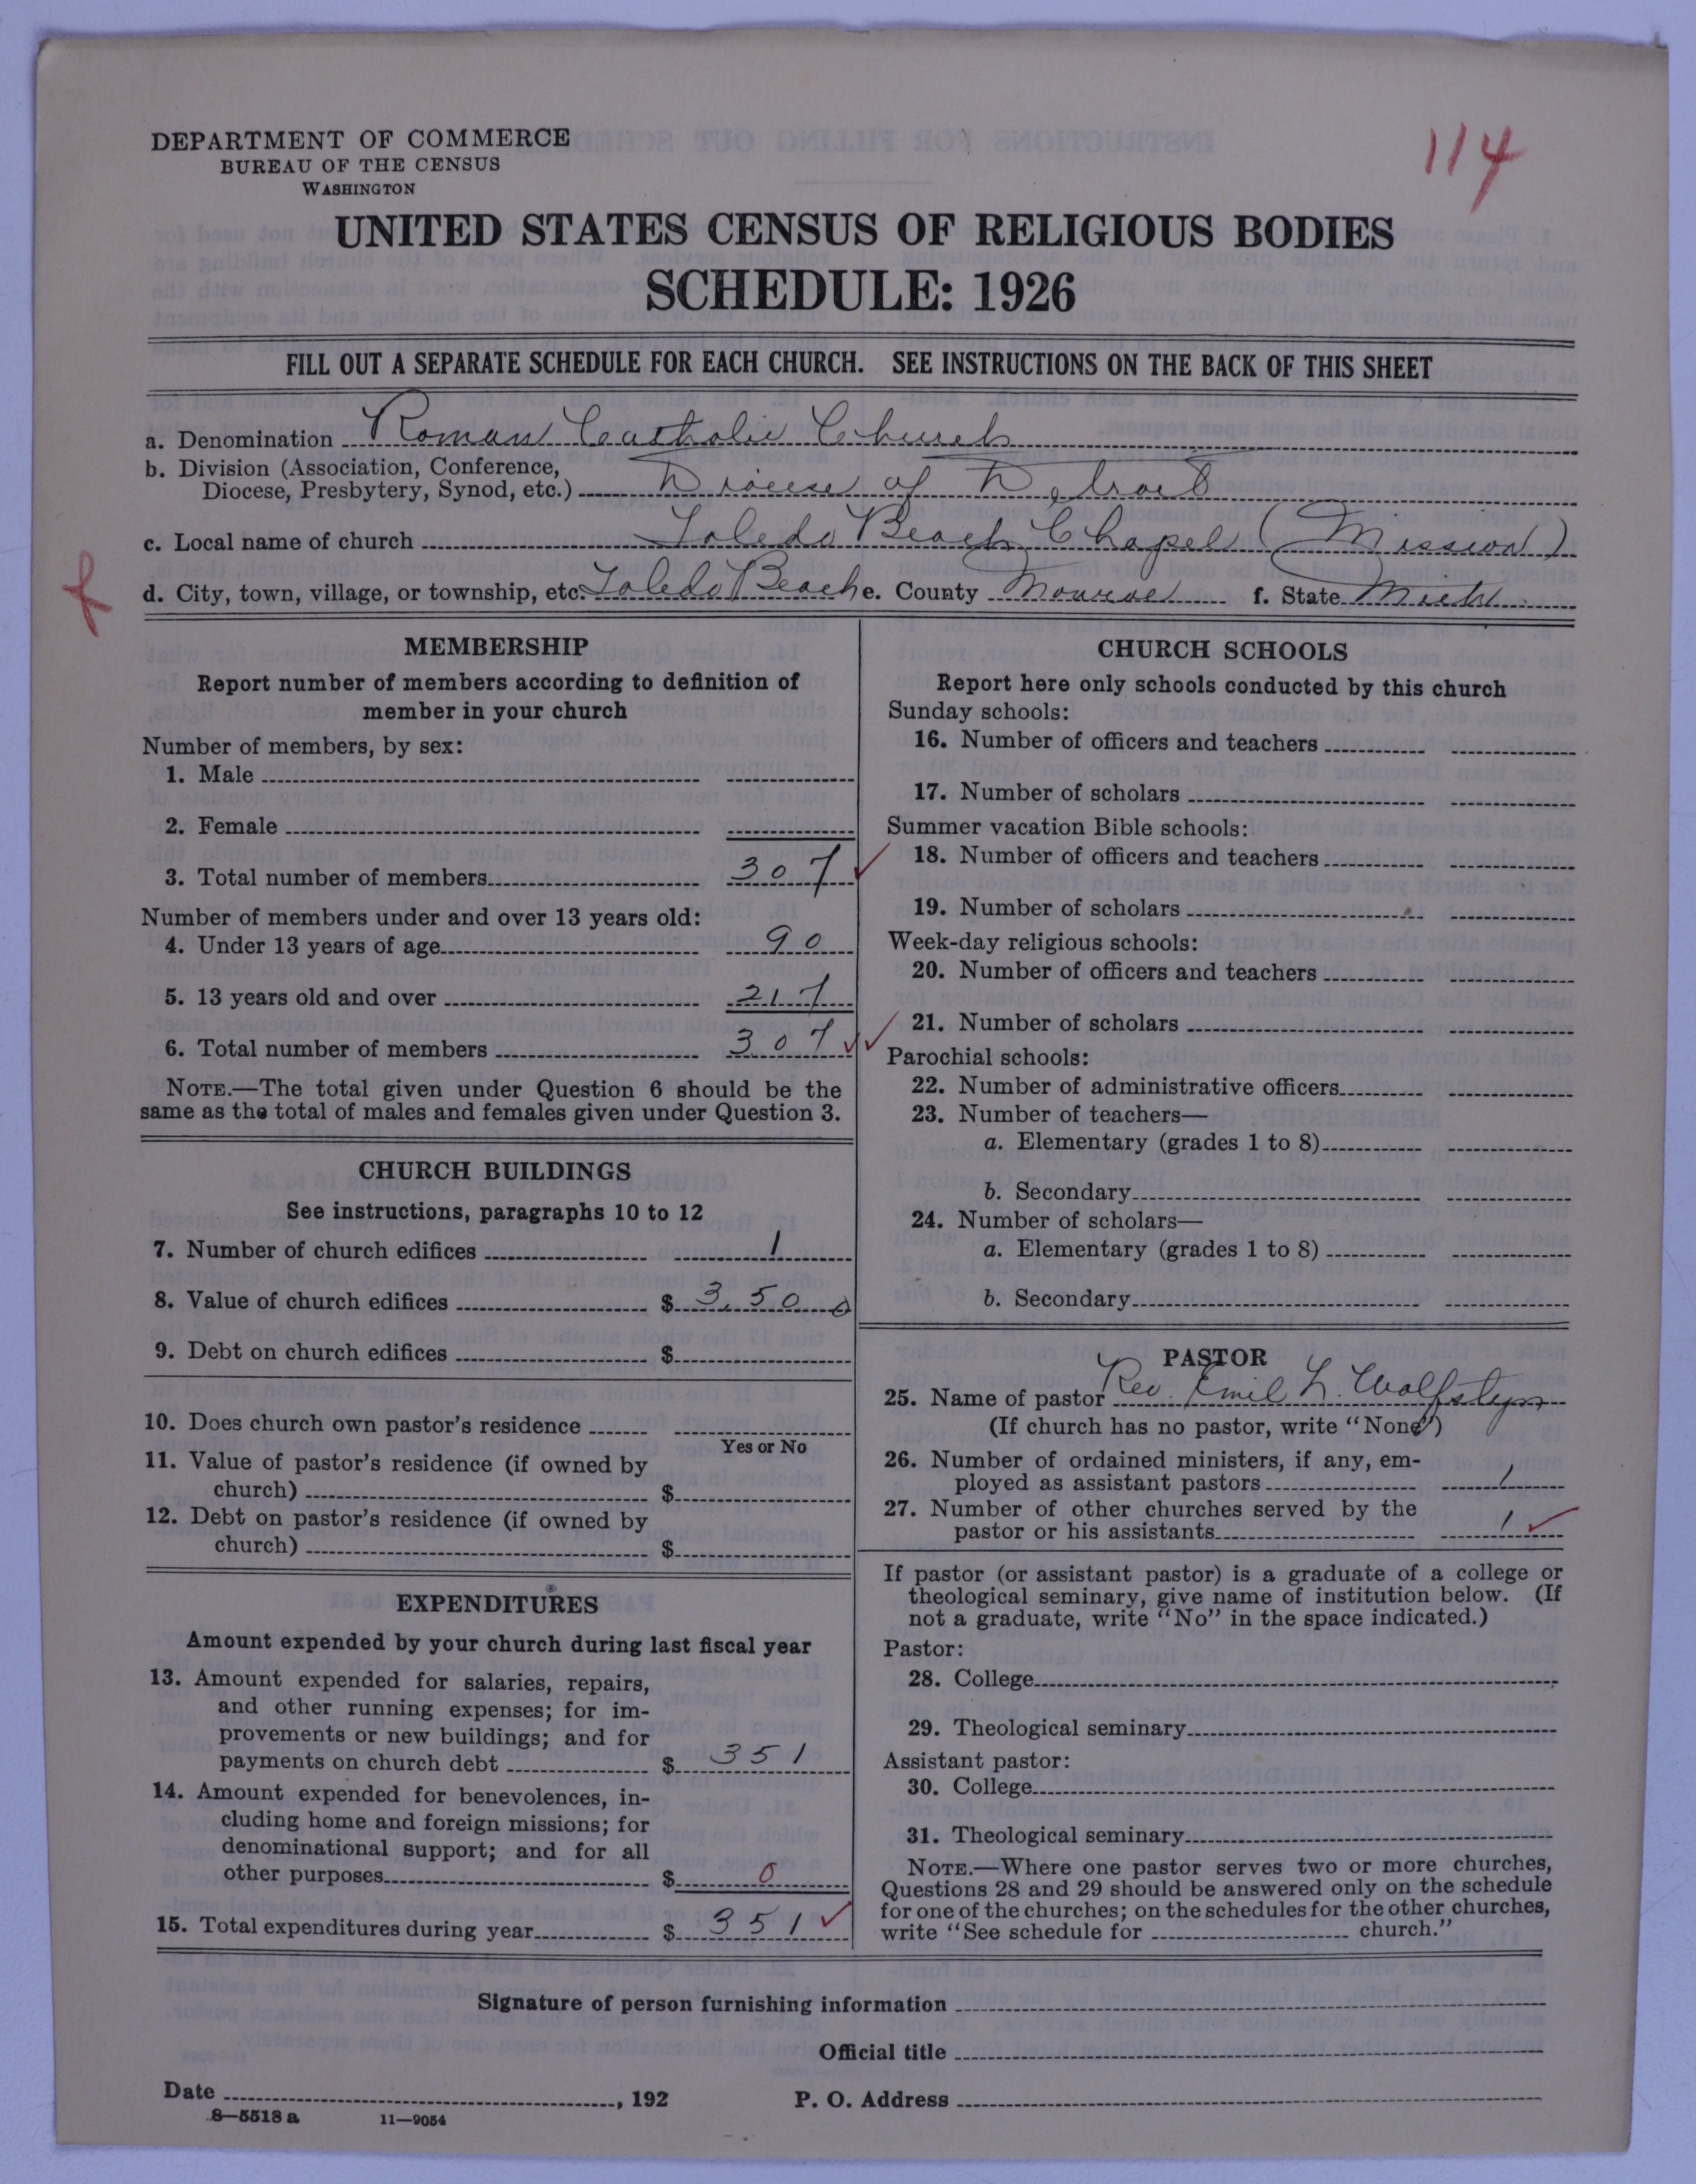 114
DEPARTMENT OF COMMERCE
BUREAU OF THE CENSUS
WASHINGTON
UNITED STATES CENSUS OF RELIGIOUS BODIES
SCHEDULE: 1926
FILL OUT A SEPARATE SCHEDULE FOR EACH CHURCH. SEE INSTRUCTIONS ON THE BACK OF THIS SHEET
a. Denomination Roman Catholic Church
b. Division (Association, Conference,
Diocese, Presbytery, Synod, etc.) Diocese of Detroit
c. Local name of church Toledo Beach Chapel (Mission)
d. City, town, village, or township, etc. Toledo Beach e. County Monroe f. State Mich
MEMBERSHIP
Report number of members according to definition of
member in your church
Number of members, by sex:
1. Male
2. Female
3. Total number of members 307
Number of members under and over 13 years old:
4. Under 13 years of age 90
5. 13 years old and over 217
6. Total number of members 307
NOTE.—The total given under Question 6 should be the
same as the total of males and females given under Question 3.
CHURCH BUILDINGS
See instructions, paragraphs 10 to 12
7. Number of church edifices 1
8. Value of church edifices $ 3,500
9. Debt on church edifices $
10. Does church own pastor's residence
Yes or No
11. Value of pastor's residence (if owned by
church) $
12. Debt on pastor's residence (if owned by
church) $
EXPENDITURES
Amount expended by your church during last fiscal year
13. Amount expended for salaries, repairs,
and other running expenses; for im-
provements or new buildings; and for
payments on church debt $ 351
14. Amount expended for benevolences, in-
cluding home and foreign missions; for
denominational support; and for all
other purposes $ 0
15. Total expenditures during year $ 351
CHURCH SCHOOLS
Report here only schools conducted by this church
Sunday schools:
16. Number of officers and teachers
17. Number of scholars
Summer vacation Bible schools:
18. Number of officers and teachers
19. Number of scholars
Week-day religious schools:
20. Number of officers and teachers
21. Number of scholars
Parochial schools:
22. Number of administrative officers
23. Number of teachers—
a. Elementary (grades 1 to 8)
b. Secondary
24. Number of scholars—
a. Elementary (grades 1 to 8)
b. Secondary
PASTOR
25. Name of pastor Rev. Emil L. Wolfstyn
(If church has no pastor, write "None")
26. Number of ordained ministers, if any, em-
ployed as assistant pastors 1
27. Number of other churches served by the
pastor or his assistants 1
If pastor (or assistant pastor) is a graduate of a college or
theological seminary, give name of institution below. (If
not a graduate, write "No" in the space indicated.)
Pastor:
28. College
29. Theological seminary
Assistant pastor:
30. College
31. Theological seminary
NOTE.—Where one pastor serves two or more churches,
Questions 28 and 29 should be answered only on the schedule
for one of the churches; on the schedules for the other churches,
write "See schedule for church."
Signature of person furnishing information
Official title
Date , 192 P. O. Address
8—5518 a 11—9054